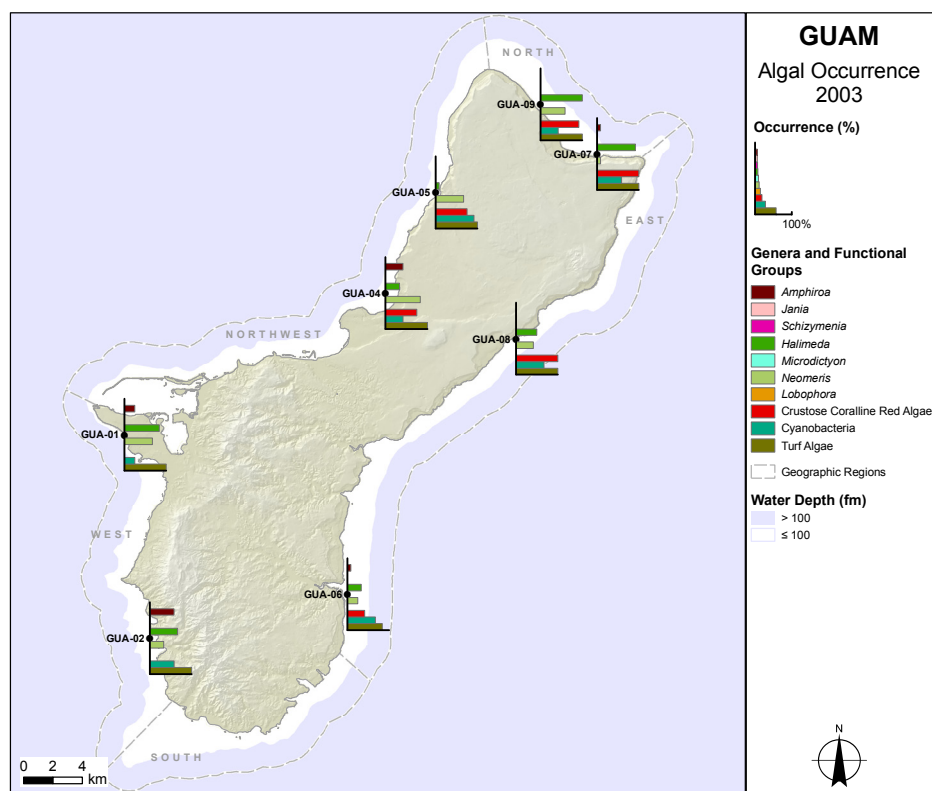 GUAM
Algal Occurrence
2003
Occurrence (%)
100%
Genera and Functional
Groups
Amphiroa
Jania
Schizymenia
Halimeda
Microdictyon
Neomeris
Lobophora
Crustose Coralline Red Algae
Cyanobacteria
Turf Algae
Geographic Regions
Water Depth (fm)
> 100
≤ 100
N
NORTH
GUA-09
GUA-07
GUA-05
EAST
GUA-04
NORTHWEST
GUA-08
GUA-01
WEST
GUA-06
GUA-02
SOUTH
0 2 4
km